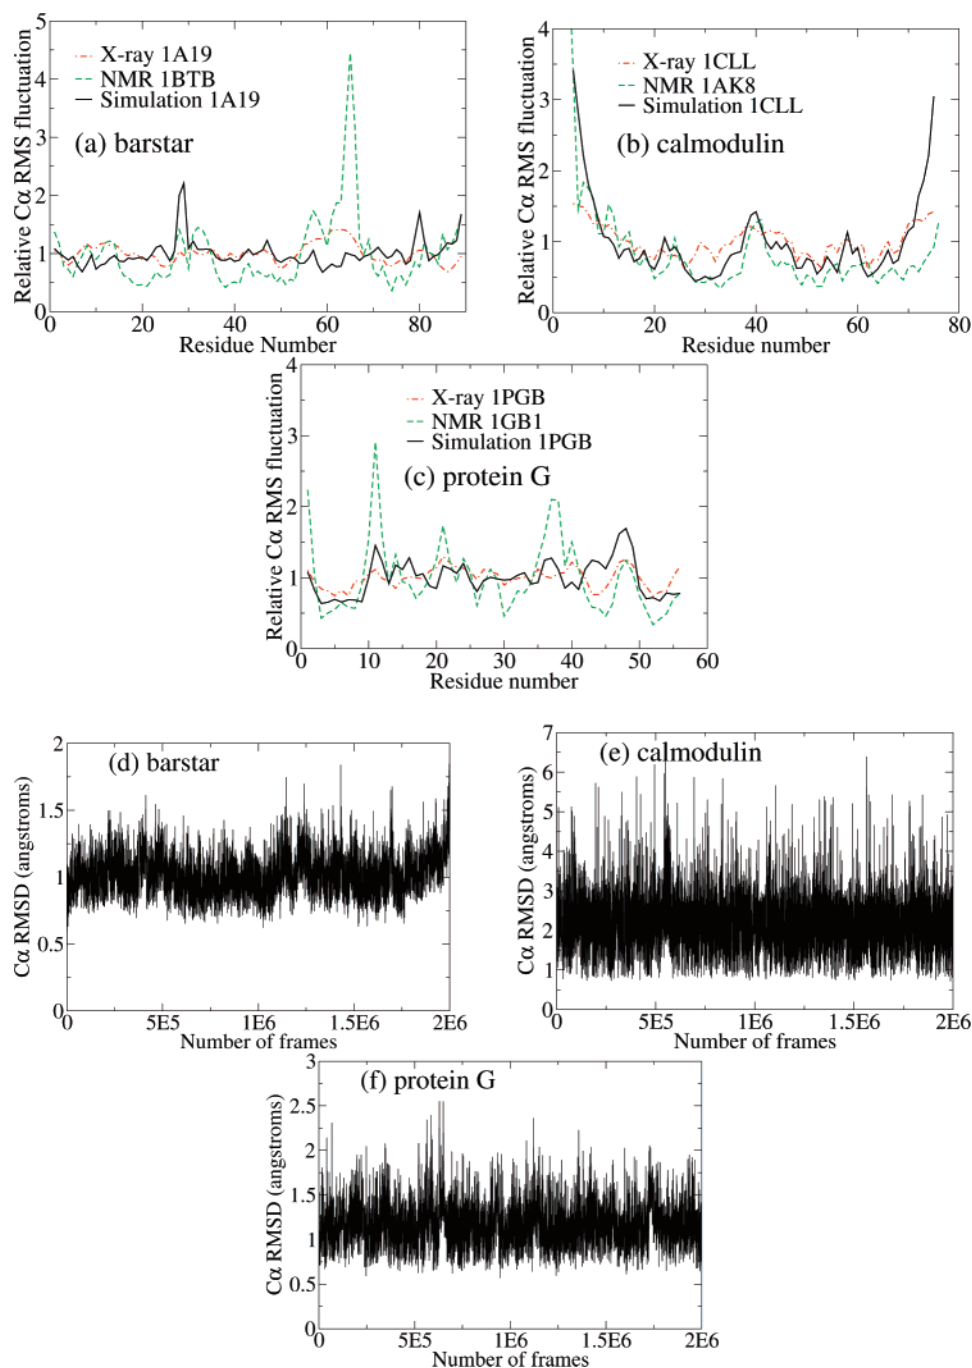 5
4
3
2
1
0
Relative Cα RMS fluctuation
X-ray 1A19
NMR 1BTB
Simulation 1A19
(a) barstar
0 20 40 60 80
Residue Number
4
3
2
1
0
Relative Cα RMS fluctuation
X-ray 1CLL
NMR 1AK8
Simulation 1CLL
(b) calmodulin
0 20 40 60 80
Residue number
4
3
2
1
0
Relative Cα RMS fluctuation
X-ray 1PGB
NMR 1GB1
Simulation 1PGB
(c) protein G
0 10 20 30 40 50 60
Residue number
2
1.5
1
0.5
0
Cα RMSD (angstroms)
(d) barstar
0 5E5 1E6 1.5E6 2E6
Number of frames
7
6
5
4
3
2
1
0
Cα RMSD (angstroms)
(e) calmodulin
0 5E5 1E6 1.5E6 2E6
Number of frames
3
2.5
2
1.5
1
0.5
0
Cα RMSD (angstroms)
(f) protein G
0 5E5 1E6 1.5E6 2E6
Number of frames